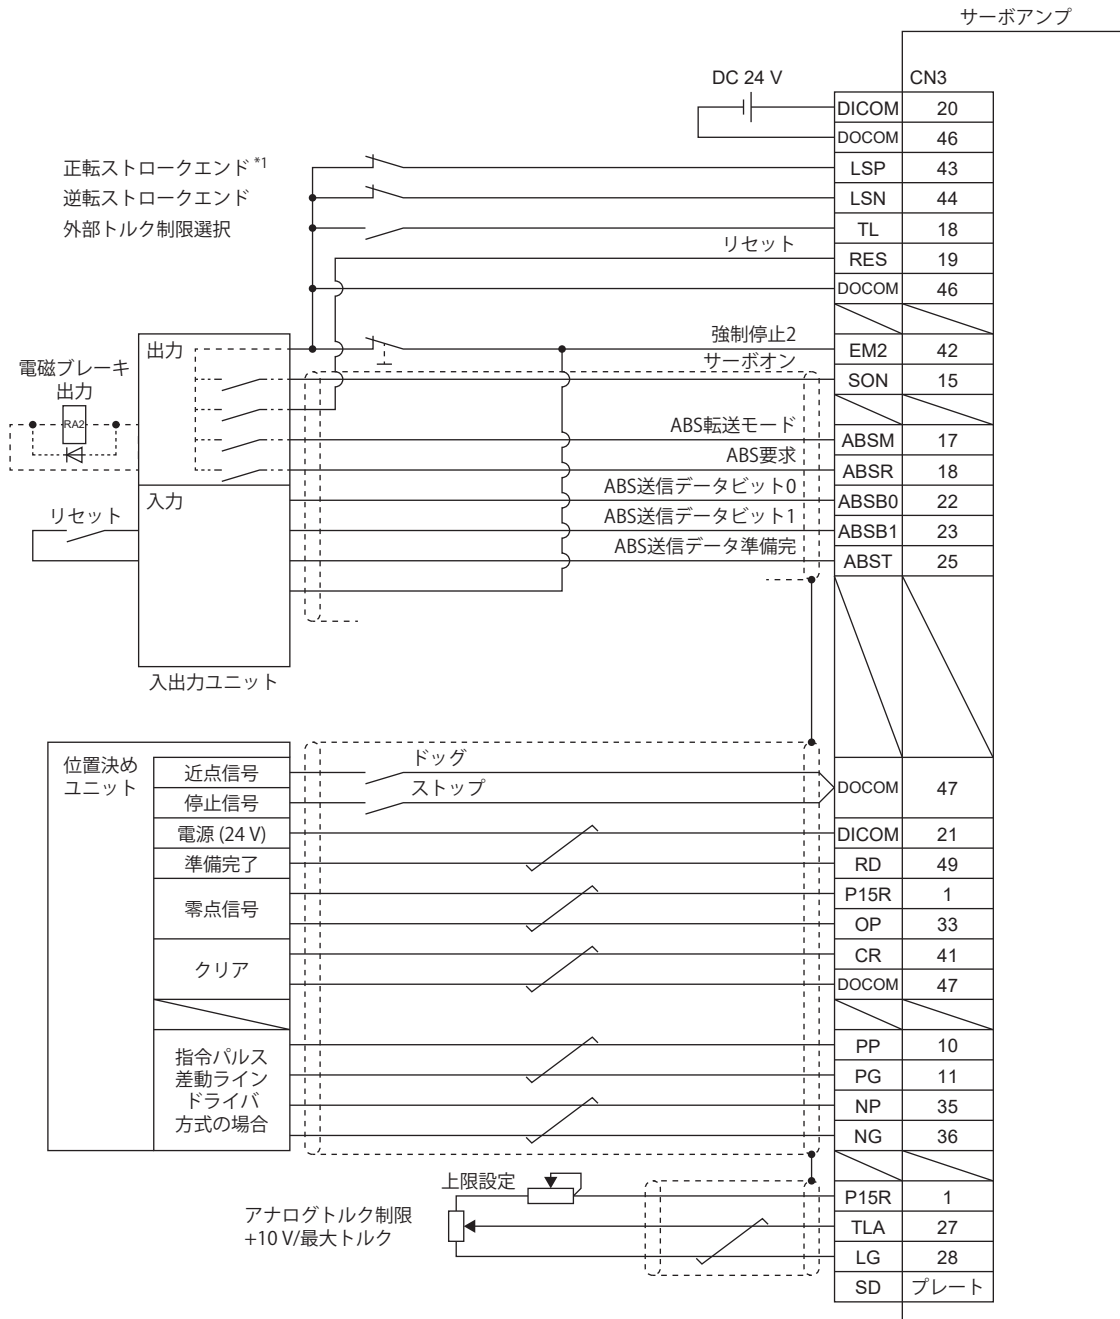 サーボアンプ
DC 24 V
CN3
DICOM 20
DOCOM 46
正転ストロークエンド *1
LSP 43
逆転ストロークエンド
LSN 44
外部トルク制限選択
TL 18
リセット
RES 19
DOCOM 46
出力
強制停止2
EM2 42
電磁ブレーキ
出力
サーボオン
SON 15
RA2
ABS転送モード
ABSM 17
ABS要求
ABSR 18
入力
ABS送信データビット0
ABSB0 22
リセット
ABS送信データビット1
ABSB1 23
ABS送信データ準備完
ABST 25
入出力ユニット
位置決め
ユニット
近点信号
ドッグ
停止信号
ストップ
DOCOM 47
電源 (24 V)
DICOM 21
準備完了
RD 49
零点信号
P15R 1
OP 33
クリア
CR 41
DOCOM 47
指令パルス
差動ライン
ドライバ
方式の場合
PP 10
PG 11
NP 35
NG 36
上限設定
P15R 1
アナログトルク制限
+10 V/最大トルク
TLA 27
LG 28
SD プレート